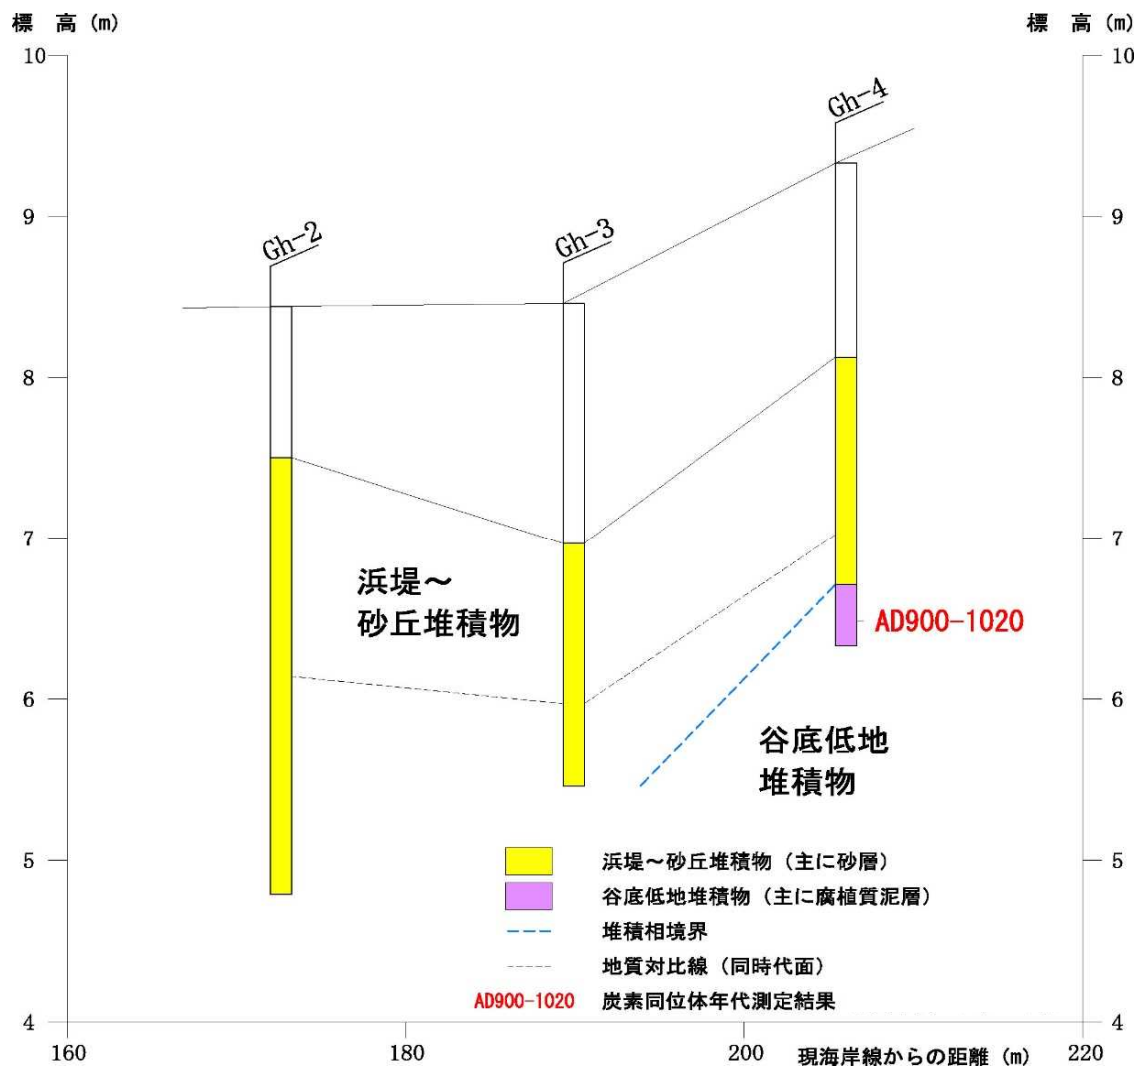 標 高 (m)
標 高 (m)
10
10
Gh-4
9
9
Gh-2
Gh-3
8
8
7
7
浜堤～
砂丘堆積物
AD900-1020
6
6
谷底低地
堆積物
5
5
浜堤～砂丘堆積物（主に砂層）
谷底低地堆積物（主に腐植質泥層）
堆積相境界
地質対比線（同時代面）
AD900-1020 炭素同位体年代測定結果
4
4
160
180
200
現海岸線からの距離 (m)
220